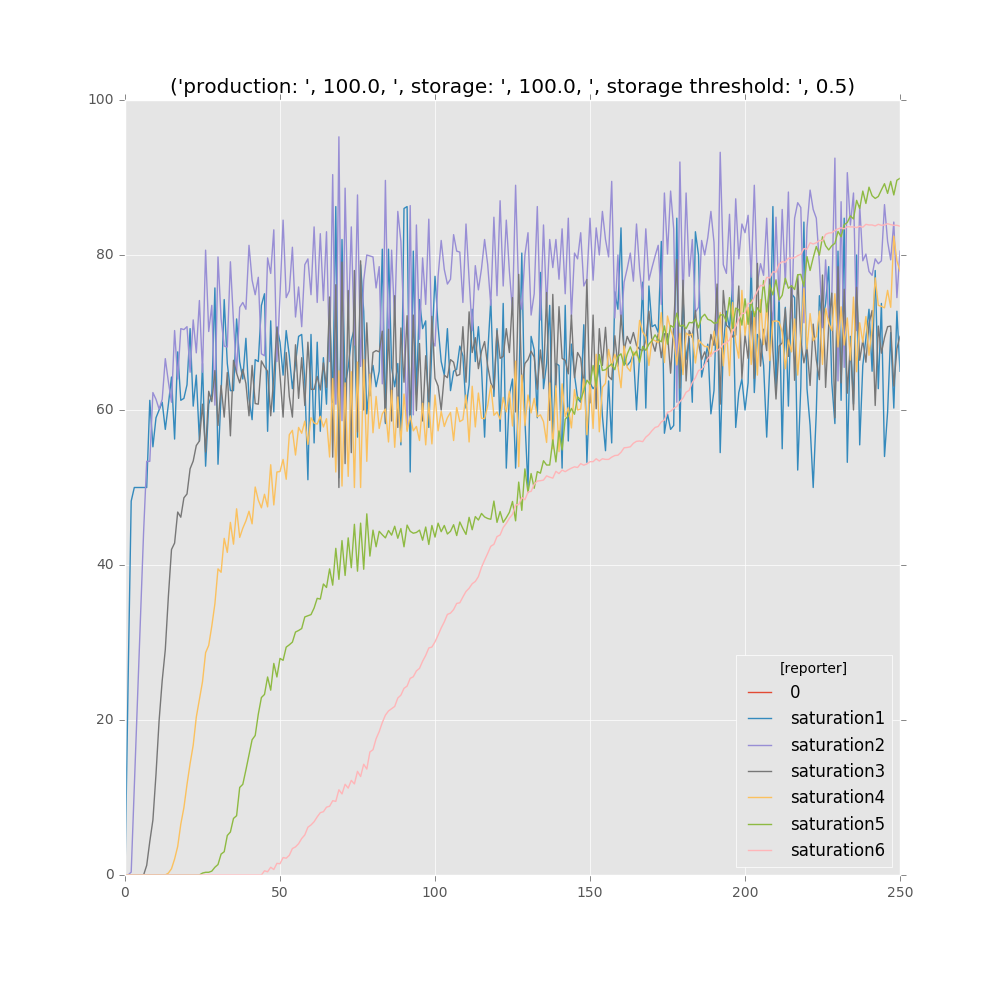 ('production: ', 100.0, ', storage: ', 100.0, ', storage threshold: ', 0.5)
100
80
60
40
20
0
0 50 100 150 200 250
[reporter]
0
saturation1
saturation2
saturation3
saturation4
saturation5
saturation6